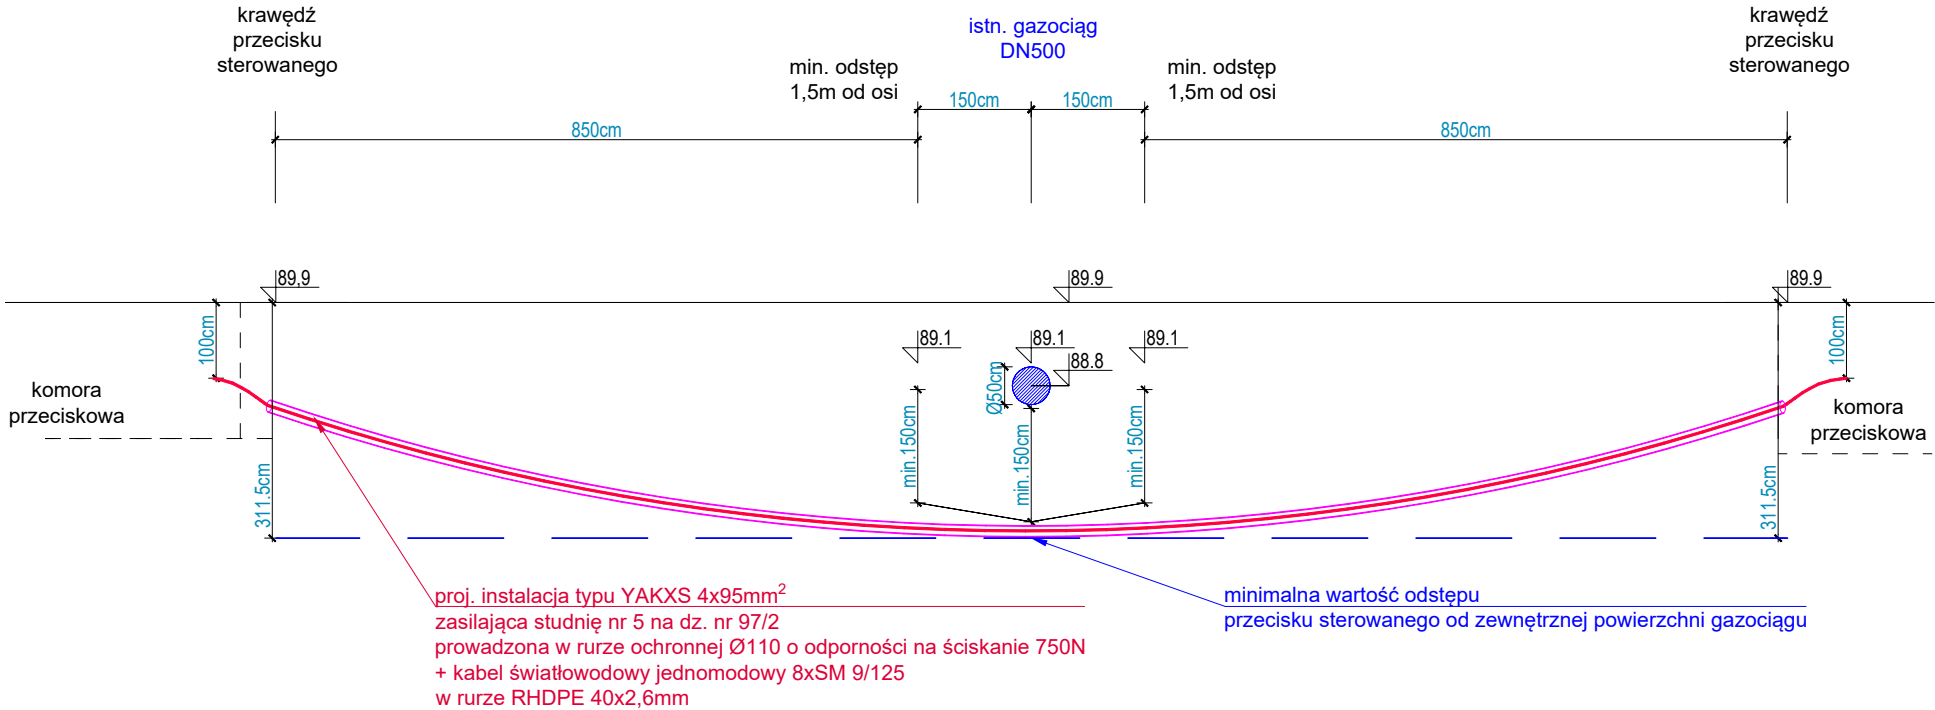 krawędź
przecisku
sterowanego
istn. gazociąg
DN500
krawędź
przecisku
sterowanego
min. odstęp
1,5m od osi
min. odstęp
1,5m od osi
150cm
150cm
850cm
850cm
89,9
89.9
89.9
100cm
89.1
89.1
89.1
88.8
Ø50cm
100cm
komora
przeciskowa
min.150cm
min.150cm
min.150cm
komora
przeciskowa
311.5cm
311.5cm
proj. instalacja typu YAKXS 4x95mm²
zasilająca studnię nr 5 na dz. nr 97/2
prowadzona w rurze ochronnej Ø110 o odporności na ściskanie 750N
+ kabel światłowodowy jednomodowy 8xSM 9/125
w rurze RHDPE 40x2,6mm
minimalna wartość odstępu
przecisku sterowanego od zewnętrznej powierzchni gazociągu